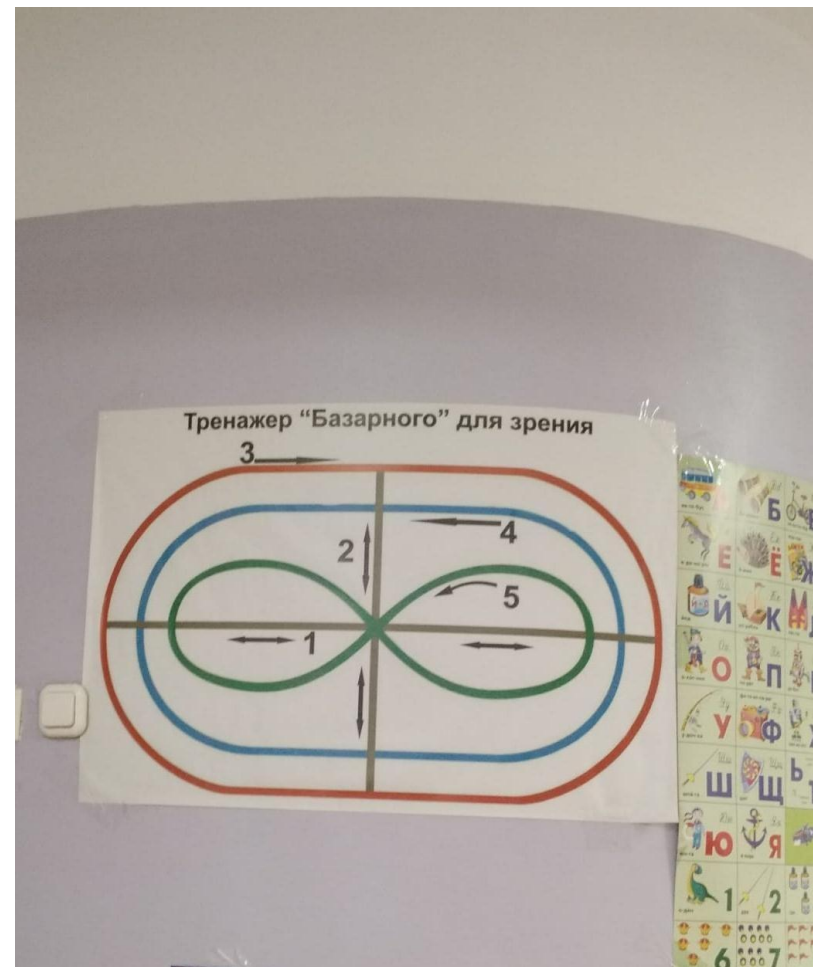 Тренажер “Базарного” для зрения
3
4
2
5
1
Б
Е Ё Ж
Й К
О П
У Ф
Ш Щ Ь
Ю Я
1 2
6 7